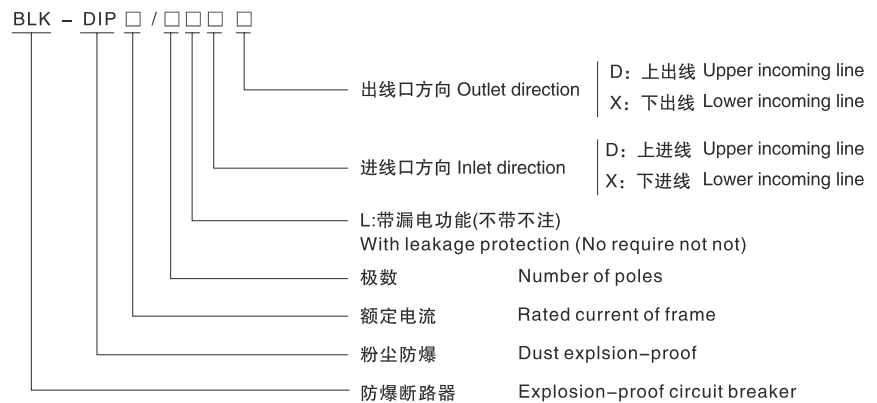 BLK – DIP□ / □□□ □
出线口方向 Outlet direction
D：上出线 Upper incoming line
X：下出线 Lower incoming line
进线口方向 Inlet direction
D：上进线 Upper incoming line
X：下进线 Lower incoming line
L:带漏电功能(不带不注)
With leakage protection (No require not not)
极数 Number of poles
额定电流 Rated current of frame
粉尘防爆 Dust explsion–proof
防爆断路器 Explosion–proof circuit breaker